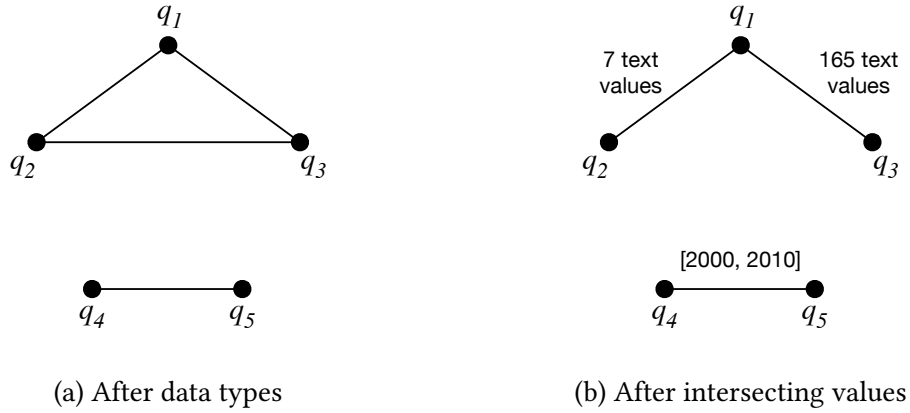 q1
q2
q3
q4
q5
(a) After data types
q1
7 text
values
165 text
values
q2
q3
[2000, 2010]
q4
q5
(b) After intersecting values